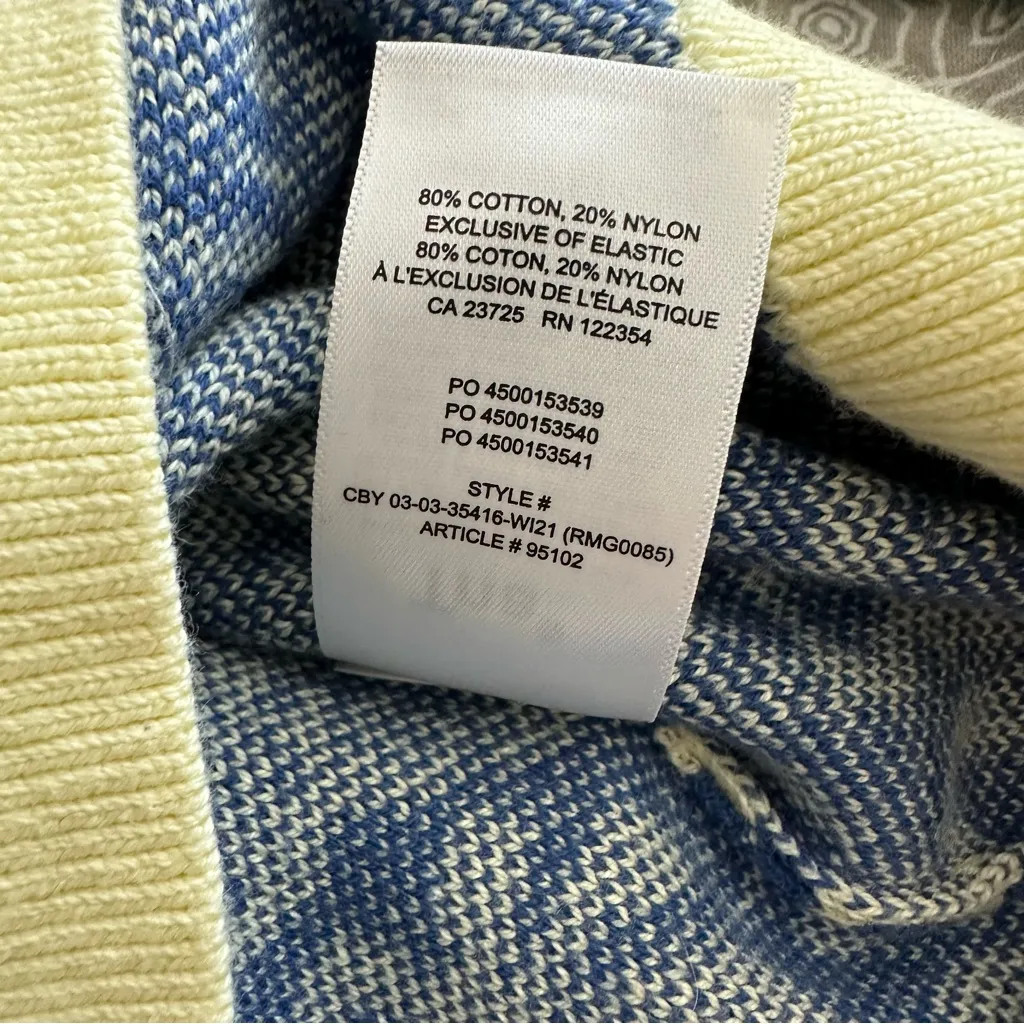 80% COTTON, 20% NYLON
EXCLUSIVE OF ELASTIC
80% COTON, 20% NYLON
À L'EXCLUSION DE L'ÉLASTIQUE
CA 23725 RN 122354
PO 4500153539
PO 4500153540
PO 4500153541
STYLE #
CBY 03-03-35416-WI21 (RMG0085)
ARTICLE # 95102